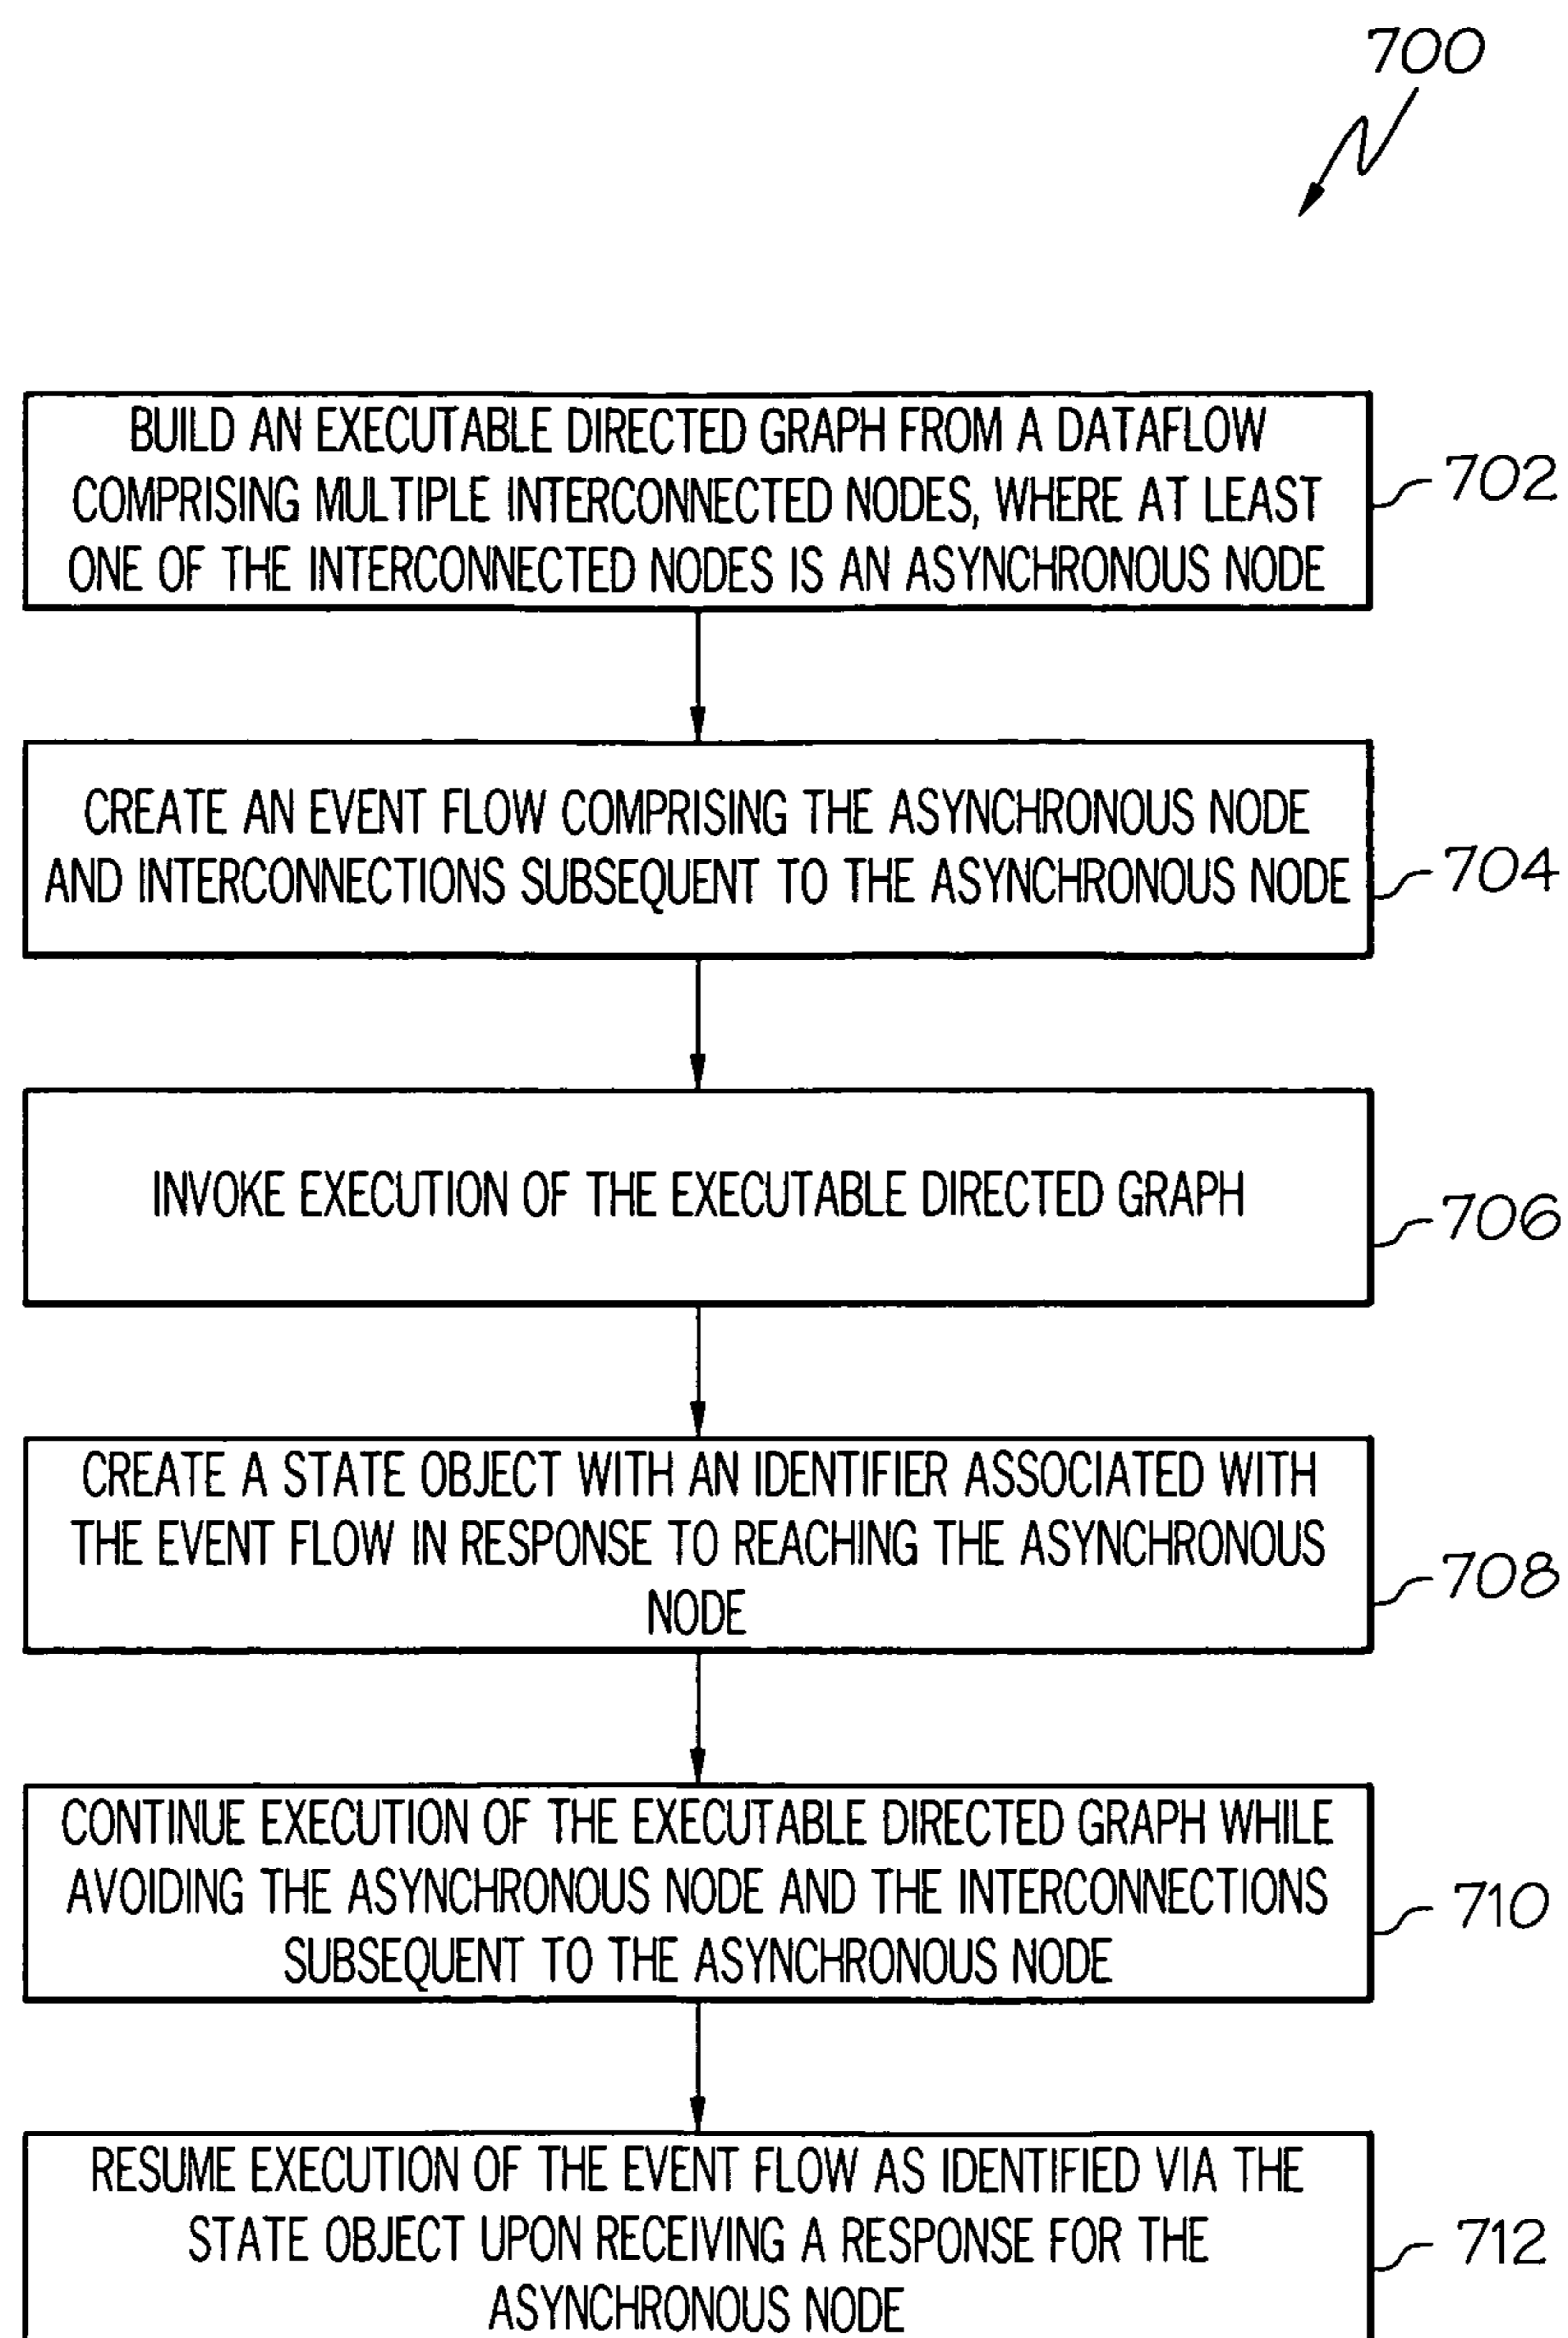 700
BUILD AN EXECUTABLE DIRECTED GRAPH FROM A DATAFLOW
COMPRISING MULTIPLE INTERCONNECTED NODES, WHERE AT LEAST
ONE OF THE INTERCONNECTED NODES IS AN ASYNCHRONOUS NODE
702
CREATE AN EVENT FLOW COMPRISING THE ASYNCHRONOUS NODE
AND INTERCONNECTIONS SUBSEQUENT TO THE ASYNCHRONOUS NODE
704
INVOKE EXECUTION OF THE EXECUTABLE DIRECTED GRAPH
706
CREATE A STATE OBJECT WITH AN IDENTIFIER ASSOCIATED WITH
THE EVENT FLOW IN RESPONSE TO REACHING THE ASYNCHRONOUS
NODE
708
CONTINUE EXECUTION OF THE EXECUTABLE DIRECTED GRAPH WHILE
AVOIDING THE ASYNCHRONOUS NODE AND THE INTERCONNECTIONS
SUBSEQUENT TO THE ASYNCHRONOUS NODE
710
RESUME EXECUTION OF THE EVENT FLOW AS IDENTIFIED VIA THE
STATE OBJECT UPON RECEIVING A RESPONSE FOR THE
ASYNCHRONOUS NODE
712